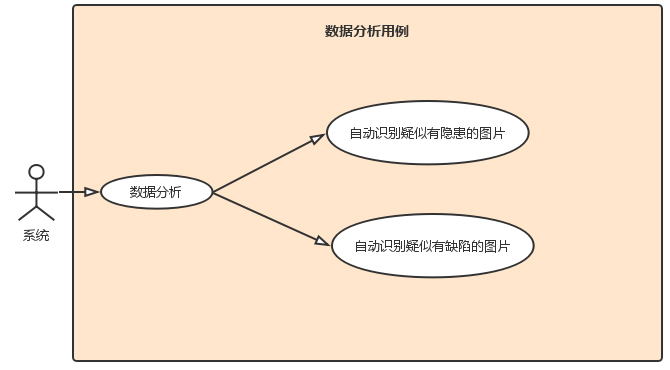 数据分析用例
自动识别疑似有隐患的图片
数据分析
系统
自动识别疑似有缺陷的图片